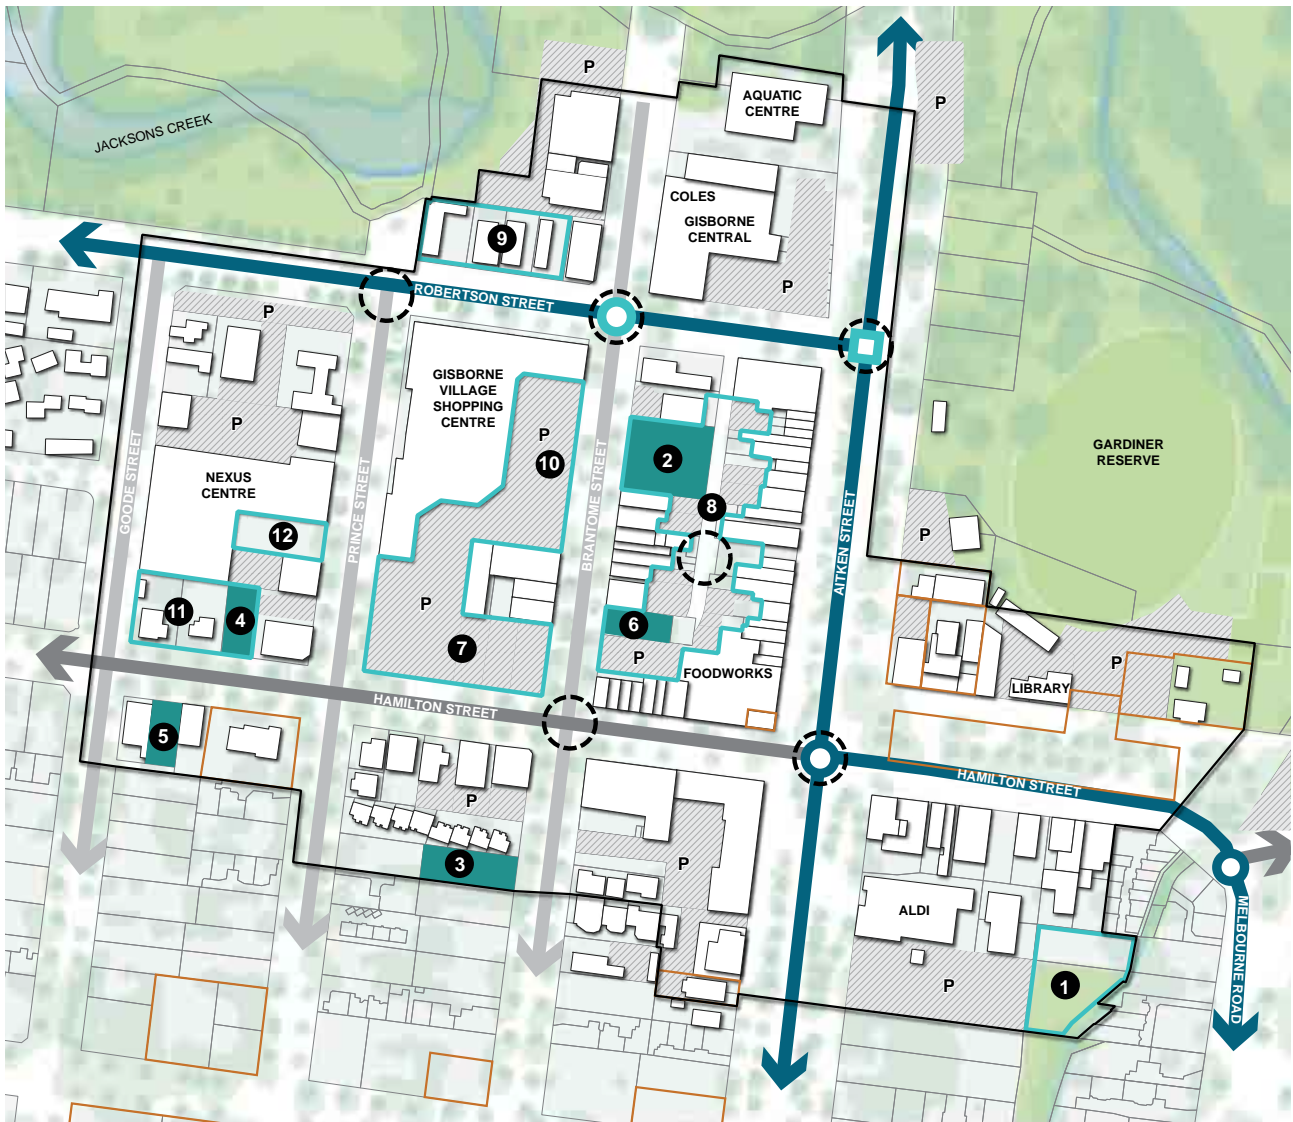 P
AQUATIC
CENTRE
P
JACKSONS CREEK
COLES
GISBORNE
CENTRAL
9
P
ROBERTSON STREET
P
GISBORNE
VILLAGE
SHOPPING
CENTRE
P
P
10
2
GARDINER
RESERVE
NEXUS
CENTRE
GOODE STREET
PRINCE STREET
BRANTOME STREET
8
AITKEN STREET
12
P
11
4
P
6
7
P
FOODWORKS
P
LIBRARY
HAMILTON STREET
5
HAMILTON STREET
P
3
P
ALDI
P
1
MELBOURNE ROAD